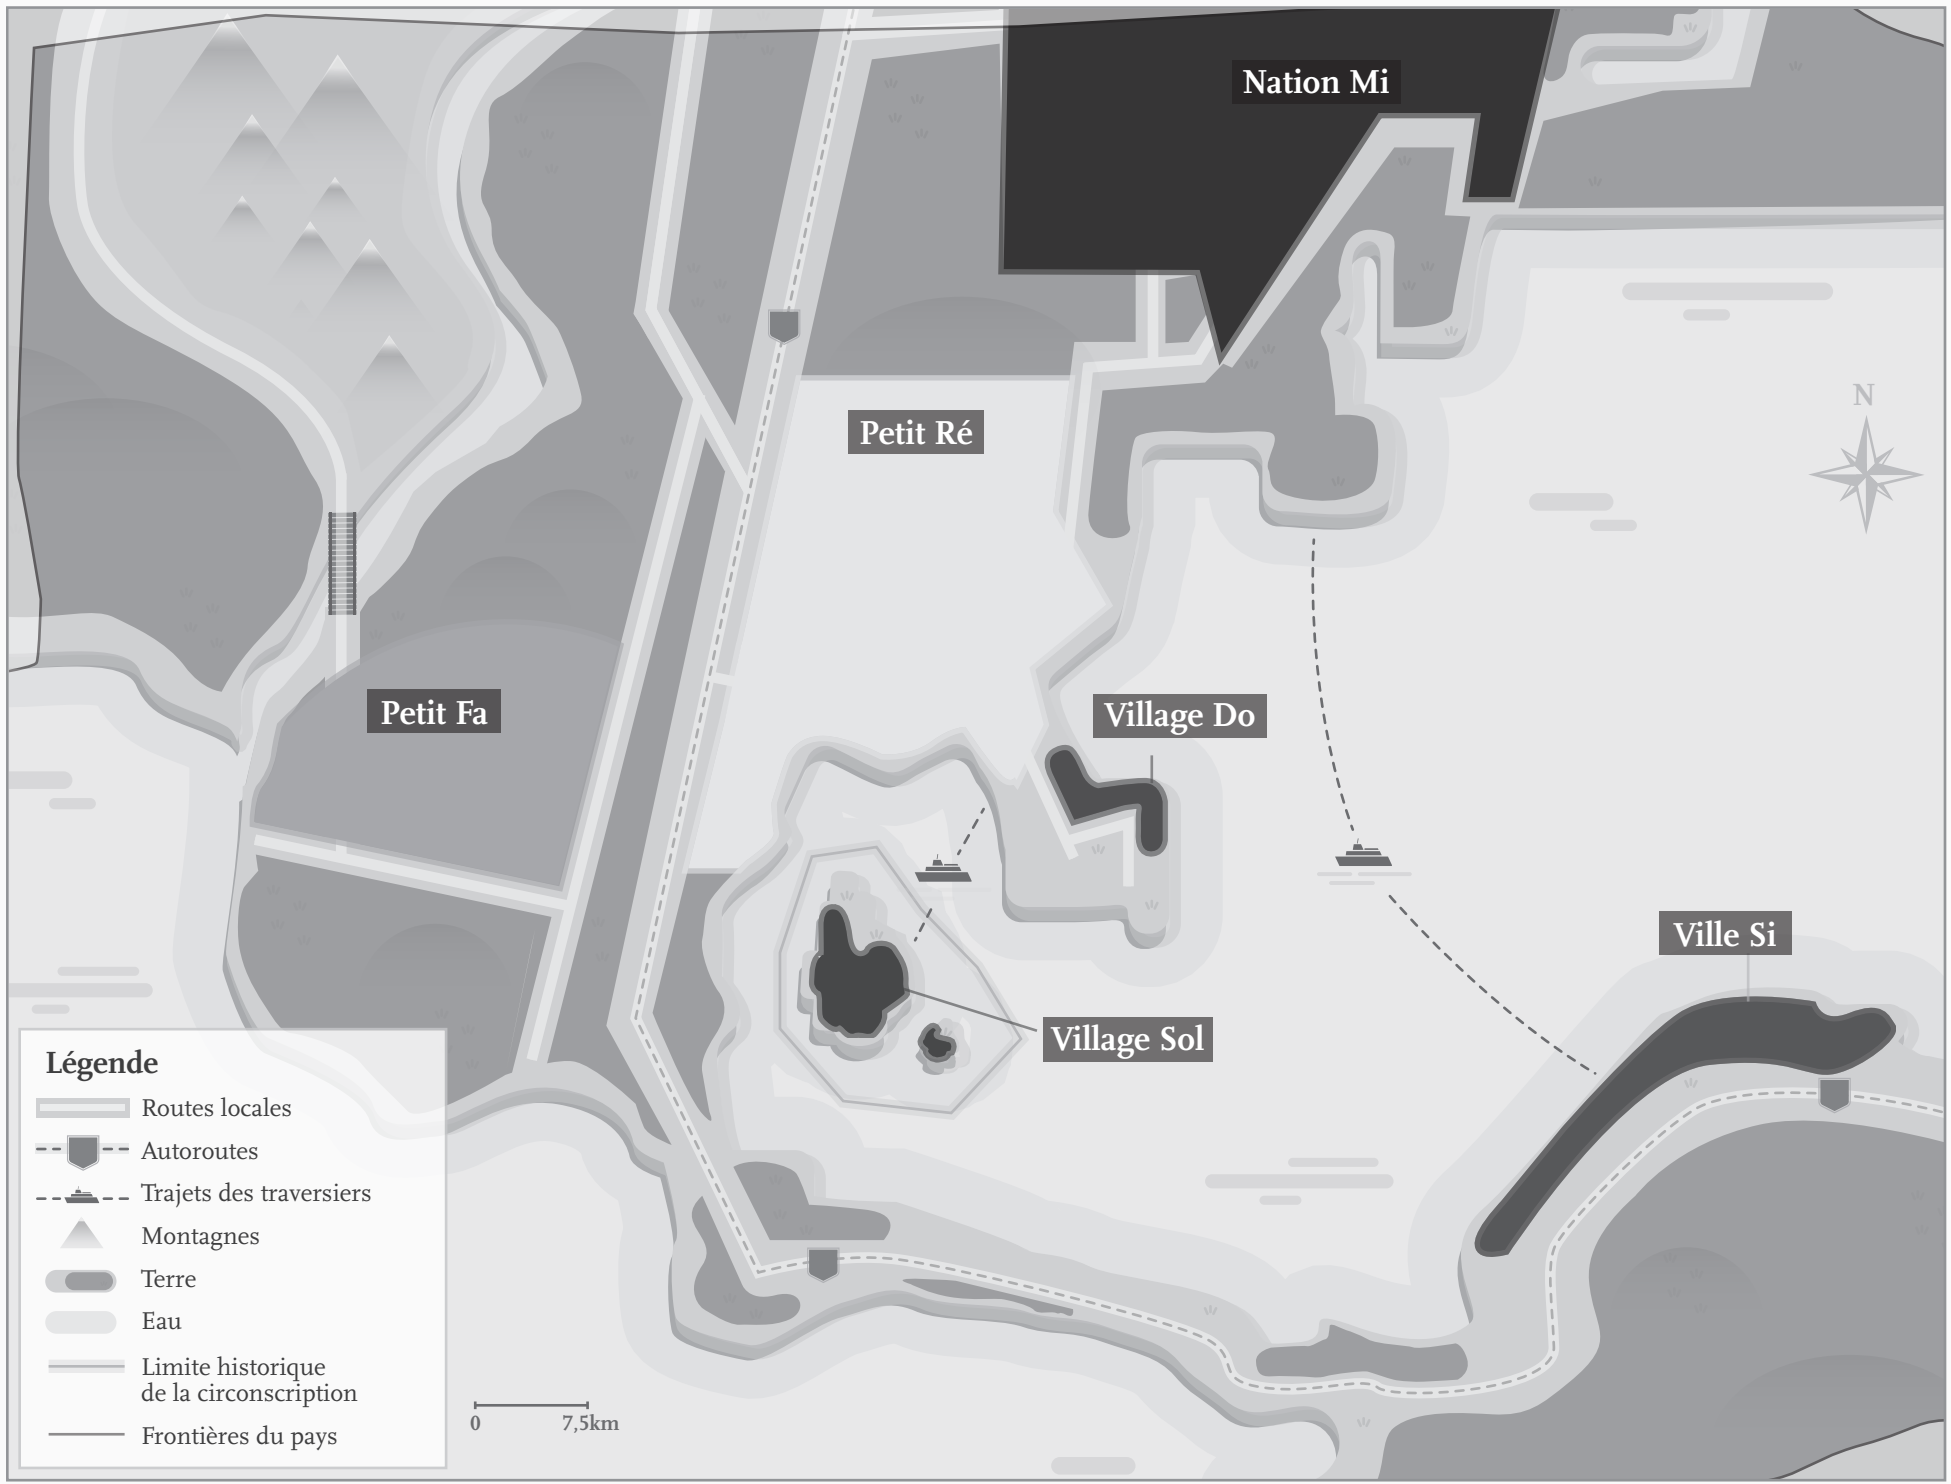 Nation Mi
N
Petit Ré
Petit Fa
Village Do
Ville Si
Village Sol
Légende
Routes locales
Autoroutes
Trajets des traversiers
Montagnes
Terre
Eau
Limite historique
de la circonscription
Frontières du pays
0 7,5km